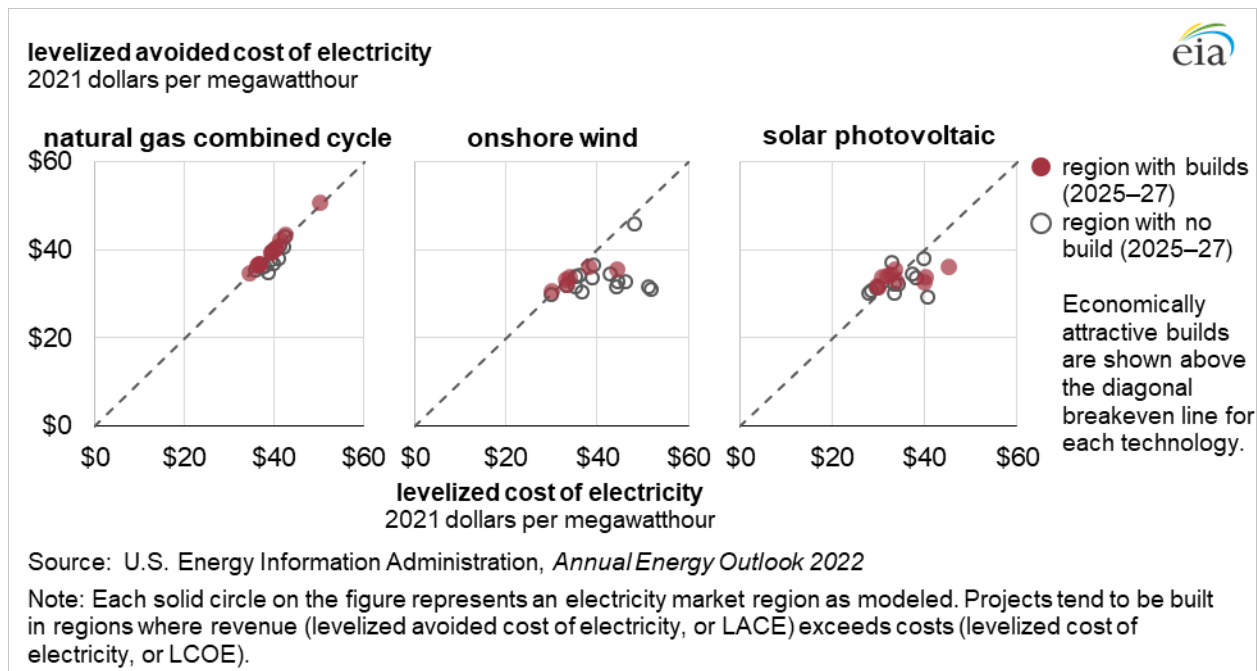 levelized avoided cost of electricity
2021 dollars per megawatthour
eia
natural gas combined cycle
onshore wind
solar photovoltaic
$60
$40
$20
$0
$0 $20 $40 $60
$0 $20 $40 $60
$0 $20 $40 $60
region with builds
(2025–27)
region with no
build (2025–27)
Economically
attractive builds
are shown above
the diagonal
breakeven line for
each technology.
levelized cost of electricity
2021 dollars per megawatthour
Source: U.S. Energy Information Administration, Annual Energy Outlook 2022
Note: Each solid circle on the figure represents an electricity market region as modeled. Projects tend to be built
in regions where revenue (levelized avoided cost of electricity, or LACE) exceeds costs (levelized cost of
electricity, or LCOE).